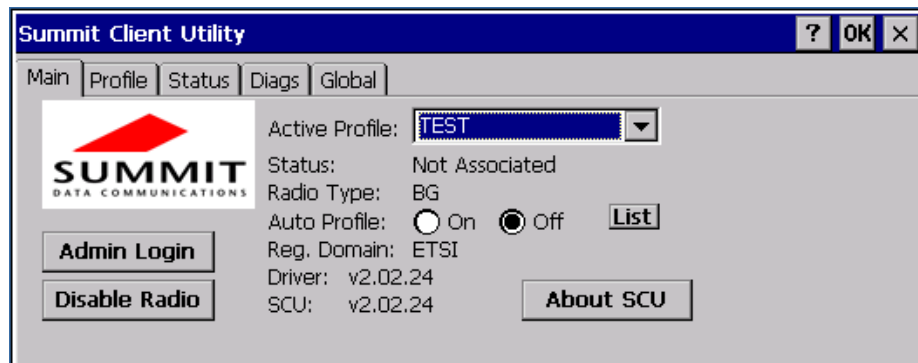 Summit Client Utility ? OK ×
Main Profile Status Diags Global
SUMMIT
DATA COMMUNICATIONS
Admin Login
Disable Radio
Active Profile: TEST
Status: Not Associated
Radio Type: BG
Auto Profile: On Off List
Reg. Domain: ETSI
Driver: v2.02.24
SCU: v2.02.24
About SCU